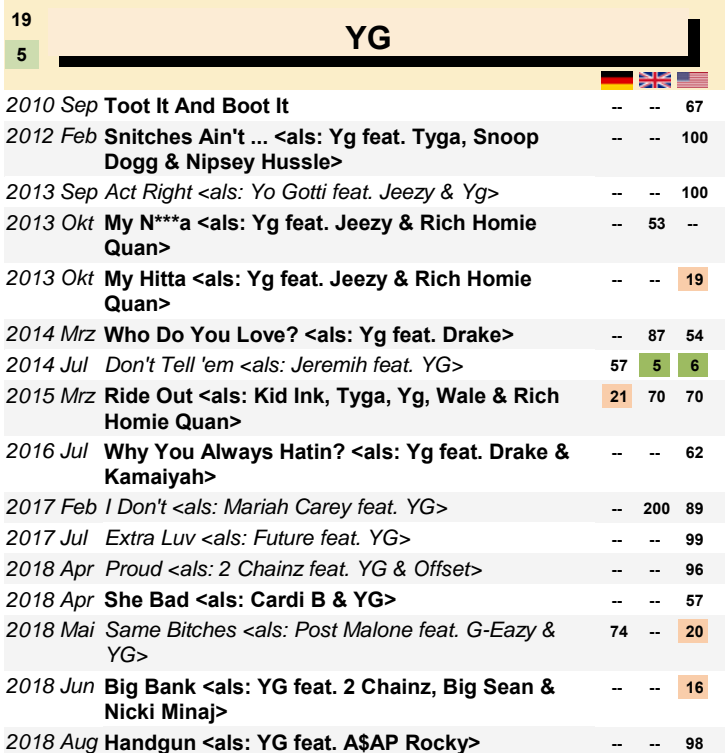 19
YG
5
2010 Sep Toot It And Boot It -- -- 67
2012 Feb Snitches Ain't ... <als: Yg feat. Tyga, Snoop -- -- 100
Dogg & Nipsey Hussle>
2013 Sep Act Right <als: Yo Gotti feat. Jeezy & Yg> -- -- 100
2013 Okt My N***a <als: Yg feat. Jeezy & Rich Homie -- 53 --
Quan>
2013 Okt My Hitta <als: Yg feat. Jeezy & Rich Homie -- -- 19
Quan>
2014 Mrz Who Do You Love? <als: Yg feat. Drake> -- 87 54
2014 Jul Don't Tell 'em <als: Jeremih feat. YG> 57 5 6
2015 Mrz Ride Out <als: Kid Ink, Tyga, Yg, Wale & Rich 21 70 70
Homie Quan>
2016 Jul Why You Always Hatin? <als: Yg feat. Drake & -- -- 62
Kamaiyah>
2017 Feb I Don't <als: Mariah Carey feat. YG> -- 200 89
2017 Jul Extra Luv <als: Future feat. YG> -- -- 99
2018 Apr Proud <als: 2 Chainz feat. YG & Offset> -- -- 96
2018 Apr She Bad <als: Cardi B & YG> -- -- 57
2018 Mai Same Bitches <als: Post Malone feat. G-Eazy & 74 -- 20
YG>
2018 Jun Big Bank <als: YG feat. 2 Chainz, Big Sean & -- -- 16
Nicki Minaj>
2018 Aug Handgun <als: YG feat. A$AP Rocky> -- -- 98